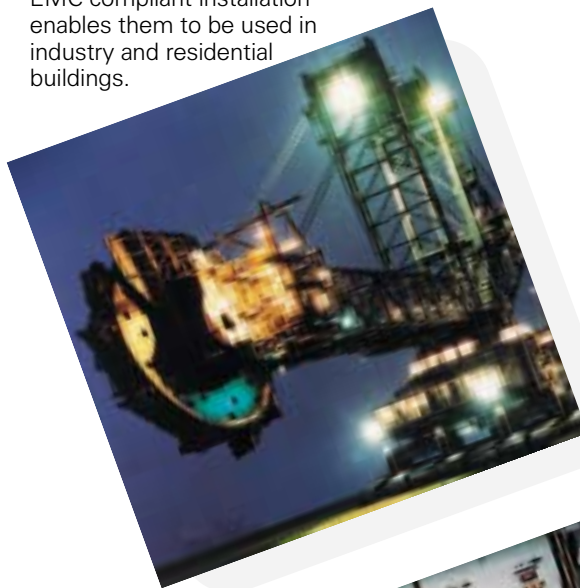 EMC compliant installation
enables them to be used in
industry and residential
buildings.